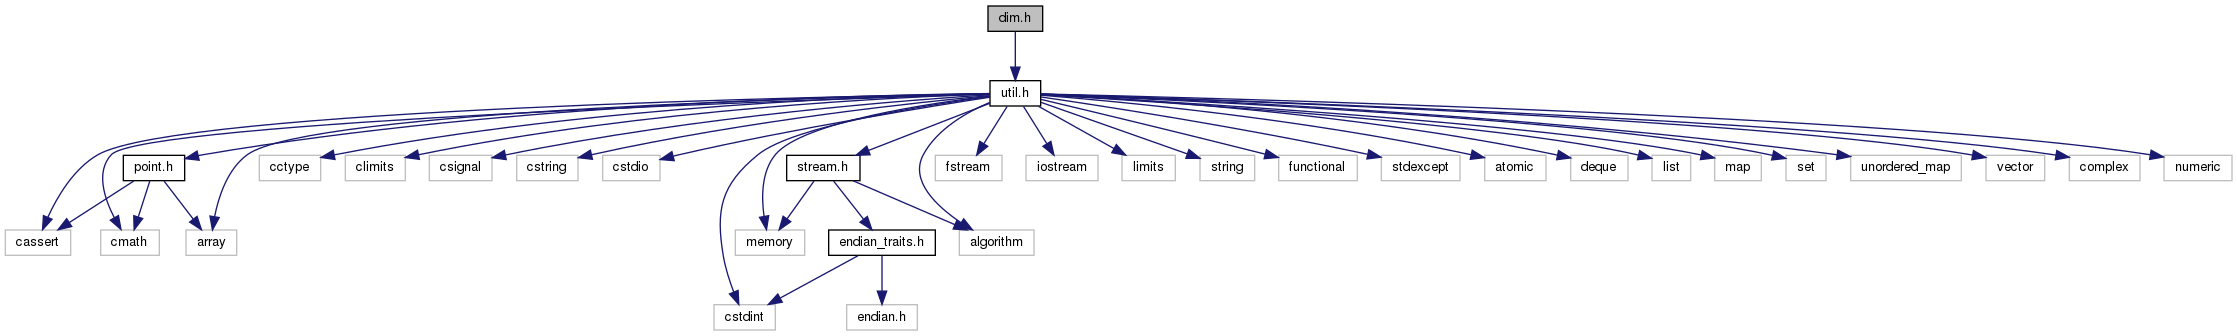 dim.h
util.h
point.h
cctype
climits
csignal
cstring
cstdio
stream.h
fstream
iostream
limits
string
functional
stdexcept
atomic
deque
list
map
set
unordered_map
vector
complex
numeric
cassert
cmath
array
memory
endian_traits.h
algorithm
cstdint
endian.h